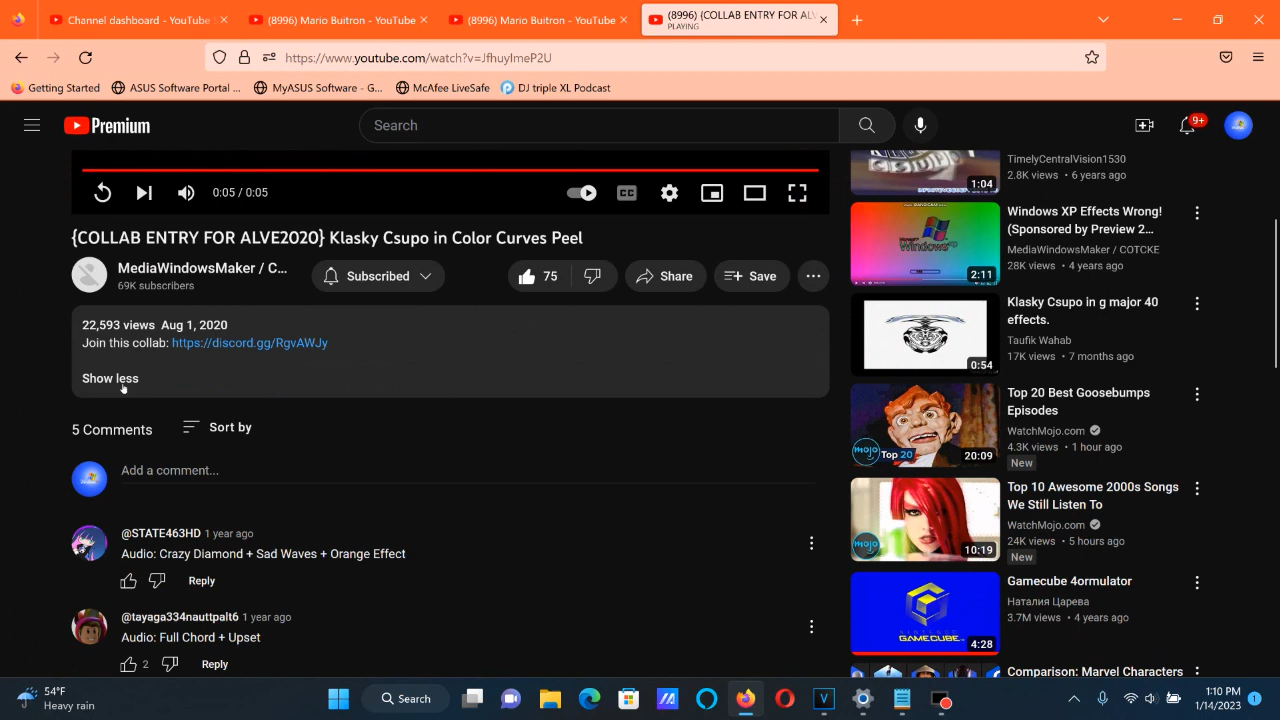 Channel dashboard - YouTube
(8996) Mario Buitron - YouTube
(8996) Mario Buitron - YouTube
(8996) {COLLAB ENTRY FOR ALV
PLAYING
https://www.youtube.com/watch?v=JfhuyImeP2U
Getting Started
ASUS Software Portal ...
MyASUS Software - G...
McAfee LiveSafe
DJ triple XL Podcast
Premium
Search
9+
0:05 / 0:05
CC
{COLLAB ENTRY FOR ALVE2020} Klasky Csupo in Color Curves Peel
MediaWindowsMaker / C...
69K subscribers
Subscribed
75
Share
Save
22,593 views Aug 1, 2020
Join this collab: https://discord.gg/RgvAWJy
Show less
5 Comments
Sort by
Add a comment...
@STATE463HD 1 year ago
Audio: Crazy Diamond + Sad Waves + Orange Effect
Reply
@tayaga334nauttpalt6 1 year ago
Audio: Full Chord + Upset
2
Reply
1:04
TimelyCentralVision1530
2.8K views • 6 years ago
Windows
2:11
Windows XP Effects Wrong!
(Sponsored by Preview 2...
MediaWindowsMaker / COTCKE
28K views • 4 years ago
0:54
Klasky Csupo in g major 40
effects.
Taufik Wahab
17K views • 7 months ago
mojo
Top 20
20:09
Top 20 Best Goosebumps
Episodes
WatchMojo.com
4.3K views • 1 hour ago
New
mojo
10:19
Top 10 Awesome 2000s Songs
We Still Listen To
WatchMojo.com
24K views • 5 hours ago
New
NINTENDO
GAMECUBE
4:28
Gamecube 4ormulator
Наталия Царева
3.7M views • 4 years ago
Comparison: Marvel Characters
54°F
Heavy rain
Search
1:10 PM
1/14/2023
1